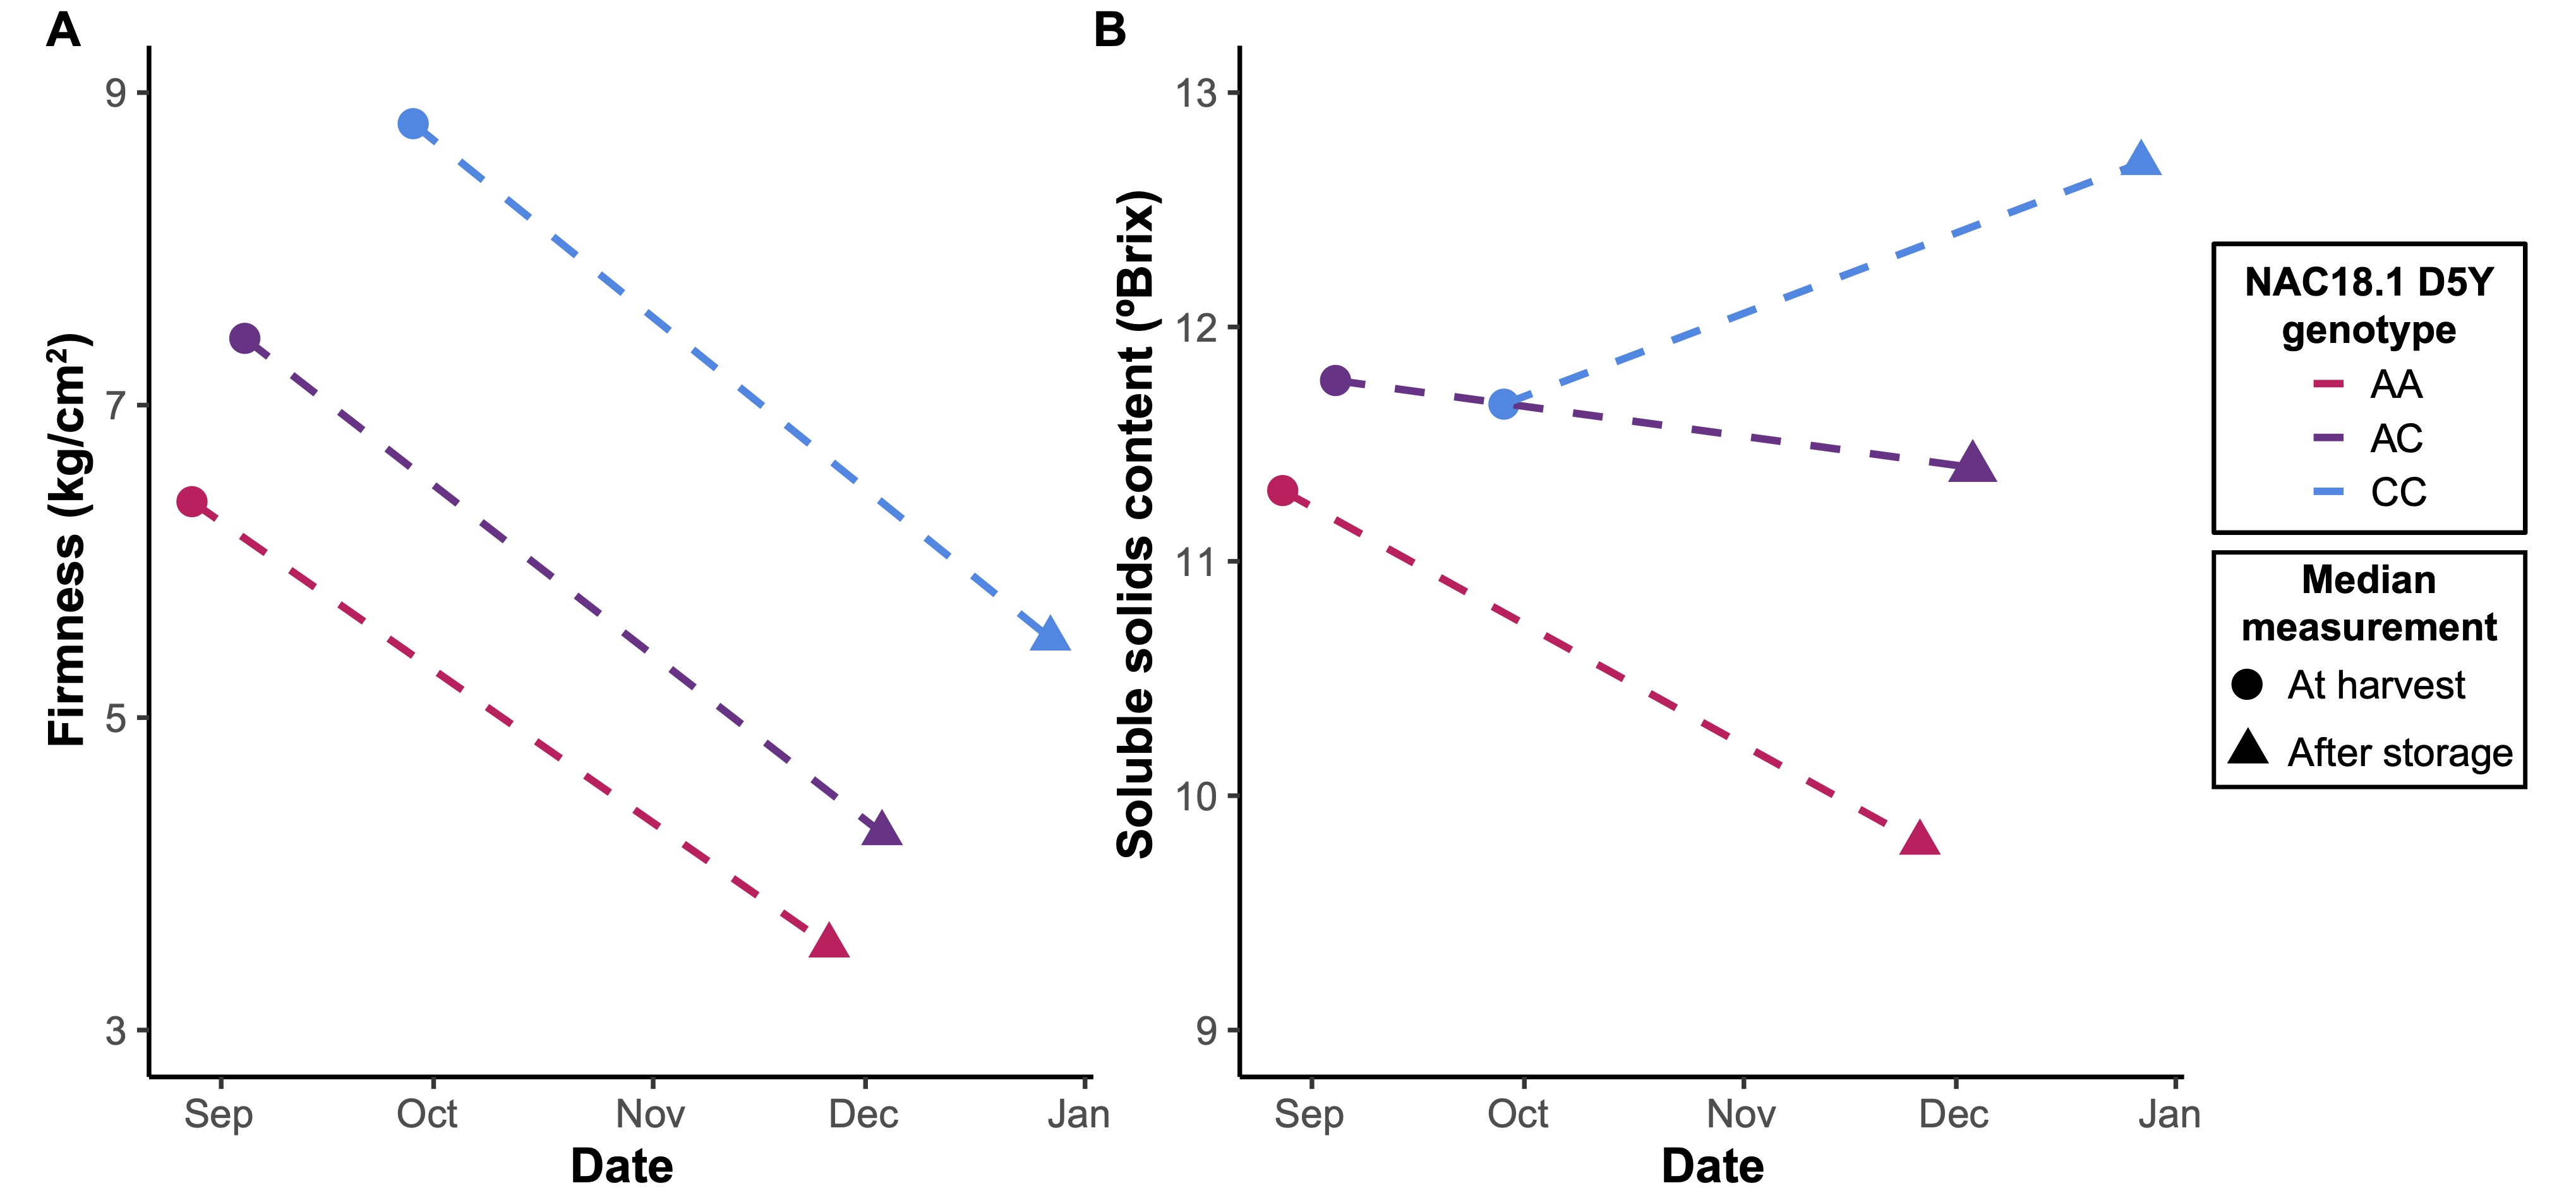 A
Firmness (kg/cm²)
9
7
5
3
Sep Oct Nov Dec Jan
Date
B
Soluble solids content (ºBrix)
13
12
11
10
9
Sep Oct Nov Dec Jan
Date
NAC18.1 D5Y
genotype
AA
AC
CC
Median
measurement
At harvest
After storage